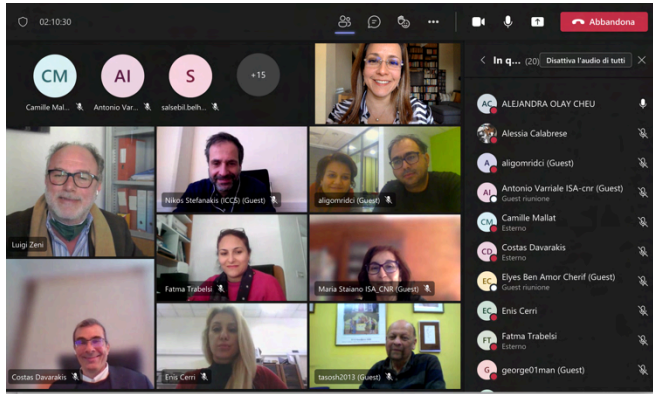 02:10:30
Abbandona
CM
AI
S
+15
Camille Mal...
Antonio Var...
salsebil.belh...
Luigi Zeni
Nikos Stefanakis (ICCS) (Guest)
aligomridci (Guest)
Fatma Trabelsi
Maria Staiano ISA_CNR (Guest)
Costas Davarakis
Enis Cerri
tasosh2013 (Guest)
In q... (20)
Disattiva l'audio di tutti
AC
ALEJANDRA OLAY CHEU
Alessia Calabrese
A
aligomridci (Guest)
AI
Antonio Varriale ISA-cnr (Guest)
Guest riunione
CM
Camille Mallat
Esterno
CD
Costas Davarakis
Esterno
EC
Elyes Ben Amor Cherif (Guest)
Guest riunione
EC
Enis Cerri
FT
Fatma Trabelsi
Esterno
G
george01man (Guest)